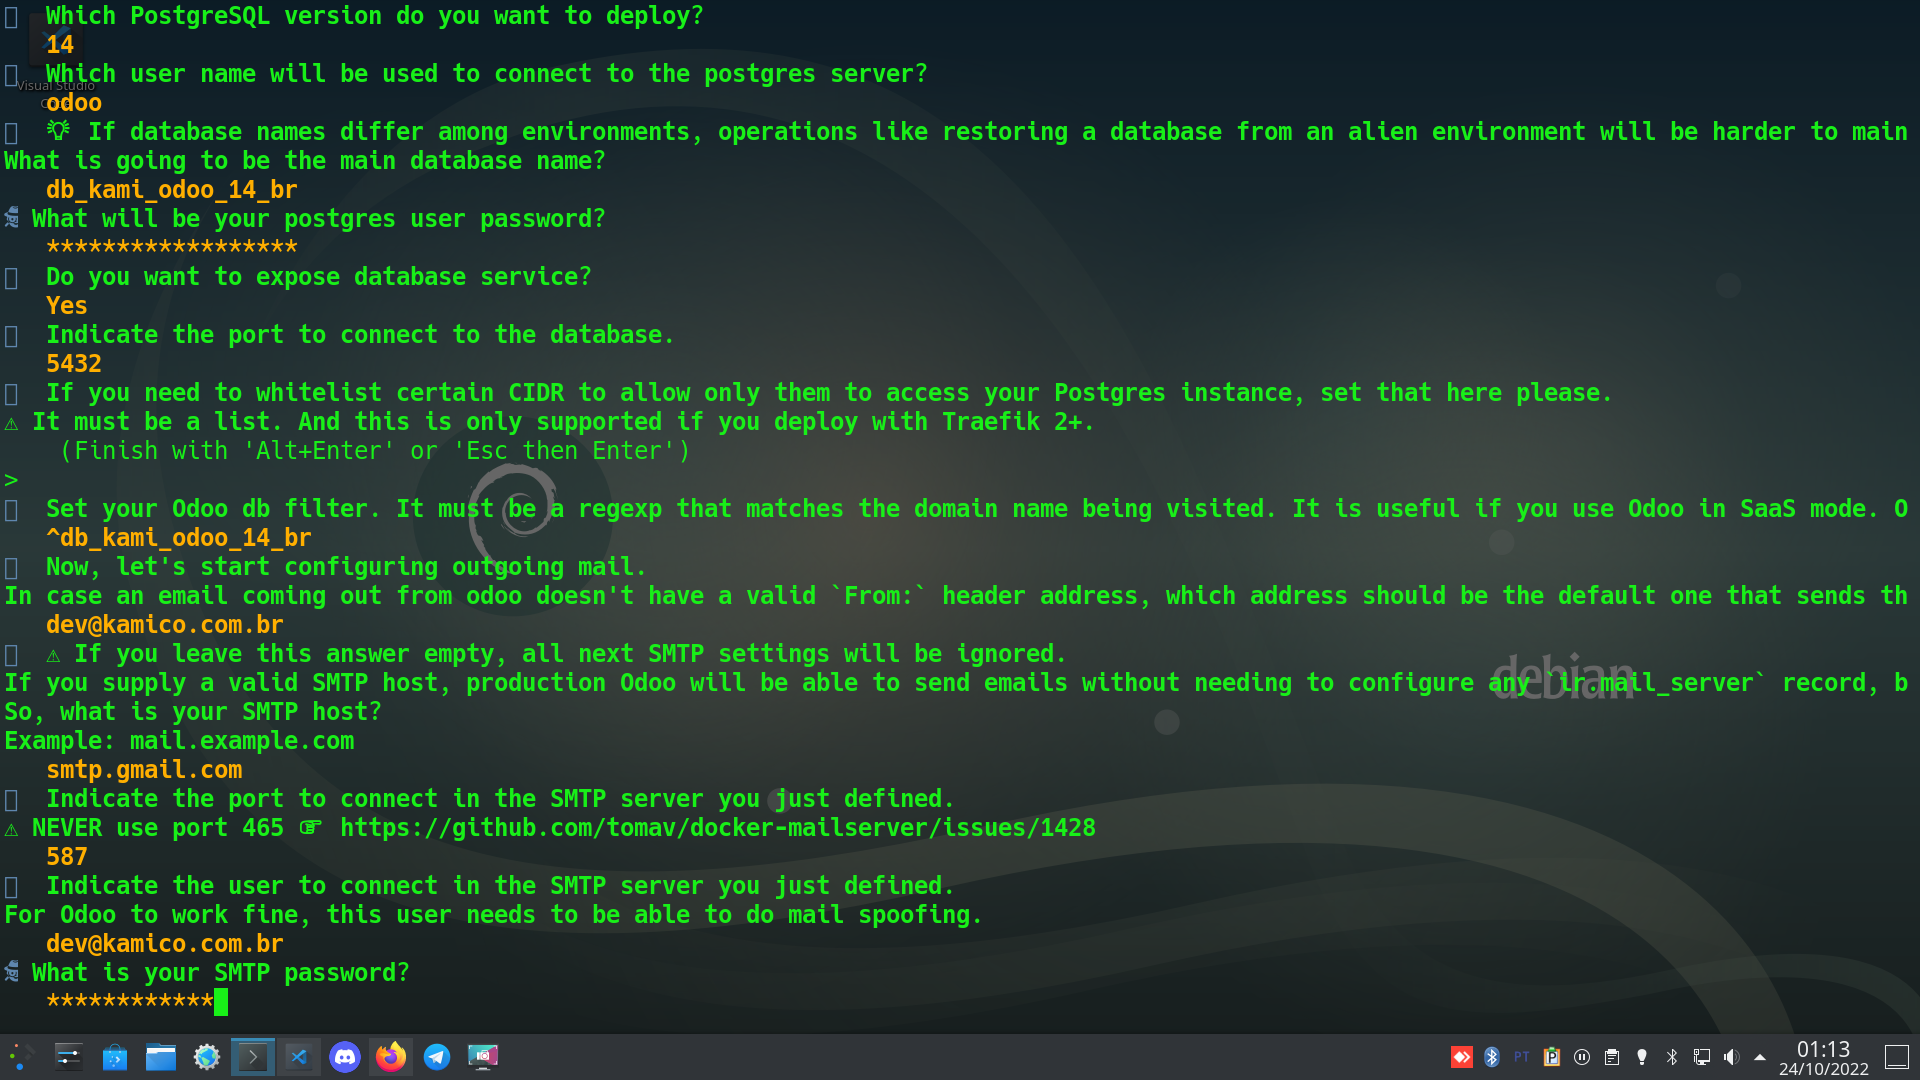 Which PostgreSQL version do you want to deploy?
14
Which user name will be used to connect to the postgres server?
Visual Studio
odoo
💡 If database names differ among environments, operations like restoring a database from an alien environment will be harder to main
What is going to be the main database name?
db_kami_odoo_14_br
What will be your postgres user password?
******************
Do you want to expose database service?
Yes
Indicate the port to connect to the database.
5432
If you need to whitelist certain CIDR to allow only them to access your Postgres instance, set that here please.
⚠ It must be a list. And this is only supported if you deploy with Traefik 2+.
(Finish with 'Alt+Enter' or 'Esc then Enter')
>
Set your Odoo db filter. It must be a regexp that matches the domain name being visited. It is useful if you use Odoo in SaaS mode. O
^db_kami_odoo_14_br
Now, let's start configuring outgoing mail.
In case an email coming out from odoo doesn't have a valid `From:` header address, which address should be the default one that sends th
dev@kamico.com.br
⚠ If you leave this answer empty, all next SMTP settings will be ignored.
If you supply a valid SMTP host, production Odoo will be able to send emails without needing to configure any `ir.mail_server` record, b
debian
So, what is your SMTP host?
Example: mail.example.com
smtp.gmail.com
Indicate the port to connect in the SMTP server you just defined.
⚠ NEVER use port 465 ☞ https://github.com/tomav/docker-mailserver/issues/1428
587
Indicate the user to connect in the SMTP server you just defined.
For Odoo to work fine, this user needs to be able to do mail spoofing.
dev@kamico.com.br
What is your SMTP password?
************
PT
01:13
24/10/2022